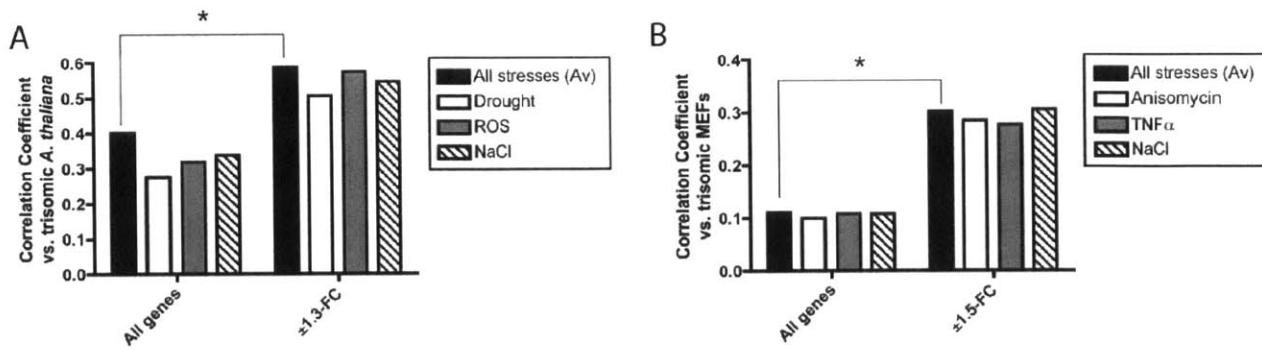 A
*
Correlation Coefficient
vs. trisomic A. thaliana
0.6
0.5
0.4
0.3
0.2
0.1
0.0
All genes
±1.3-FC
All stresses (Av)
Drought
ROS
NaCl
B
*
Correlation Coefficient
vs. trisomic MEFs
0.4
0.3
0.2
0.1
0.0
All genes
±1.5-FC
All stresses (Av)
Anisomycin
TNFα
NaCl